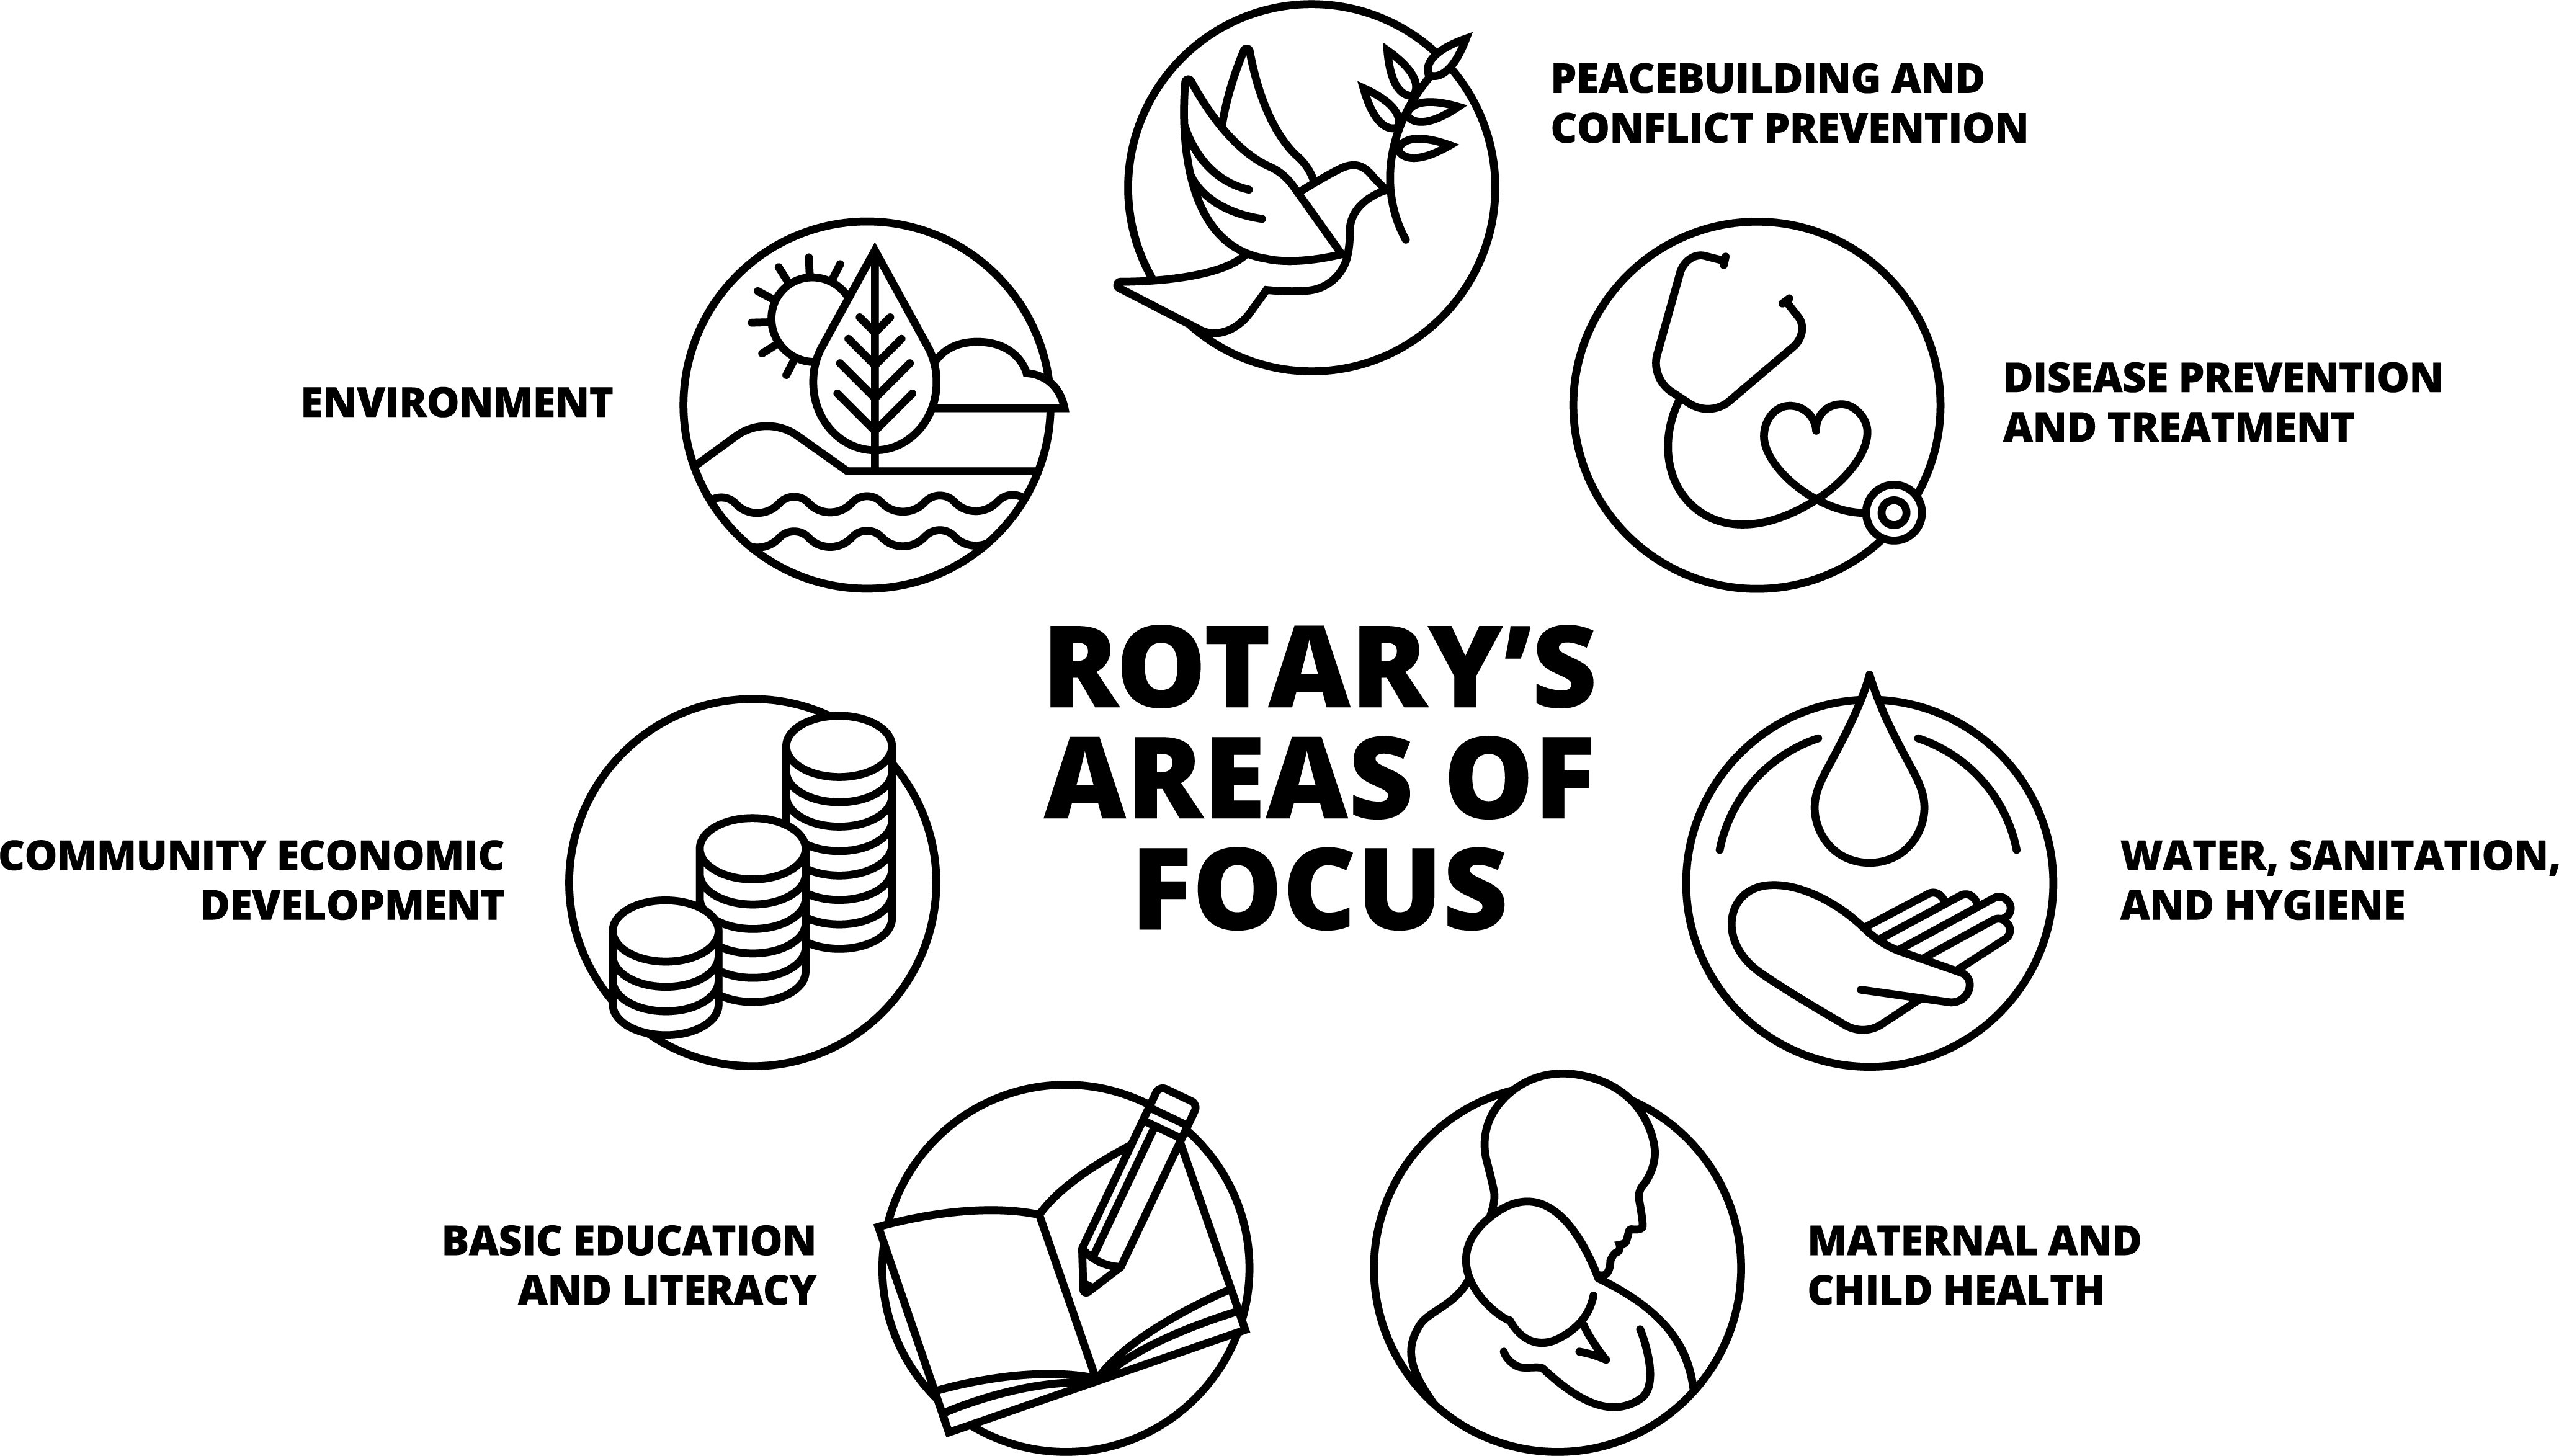 PEACEBUILDING AND
CONFLICT PREVENTION
ENVIRONMENT
DISEASE PREVENTION
AND TREATMENT
ROTARY’S
AREAS OF
FOCUS
COMMUNITY ECONOMIC
DEVELOPMENT
WATER, SANITATION,
AND HYGIENE
BASIC EDUCATION
AND LITERACY
MATERNAL AND
CHILD HEALTH